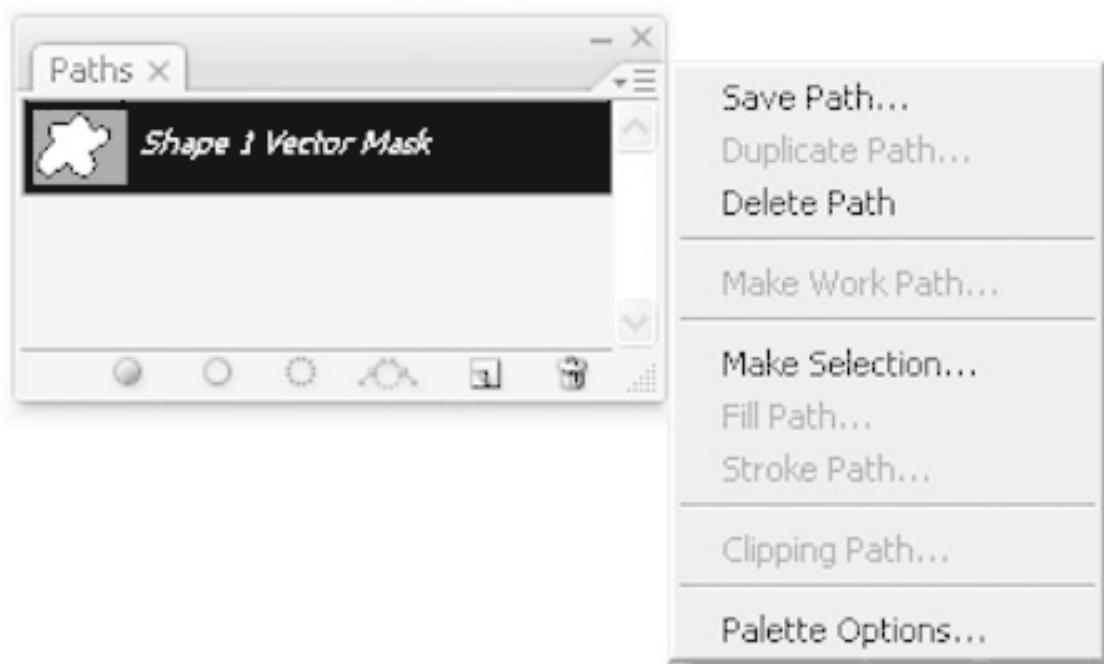 Paths
Shape 1 Vector Mask
Save Path...
Duplicate Path...
Delete Path
Make Work Path...
Make Selection...
Fill Path...
Stroke Path...
Clipping Path...
Palette Options...